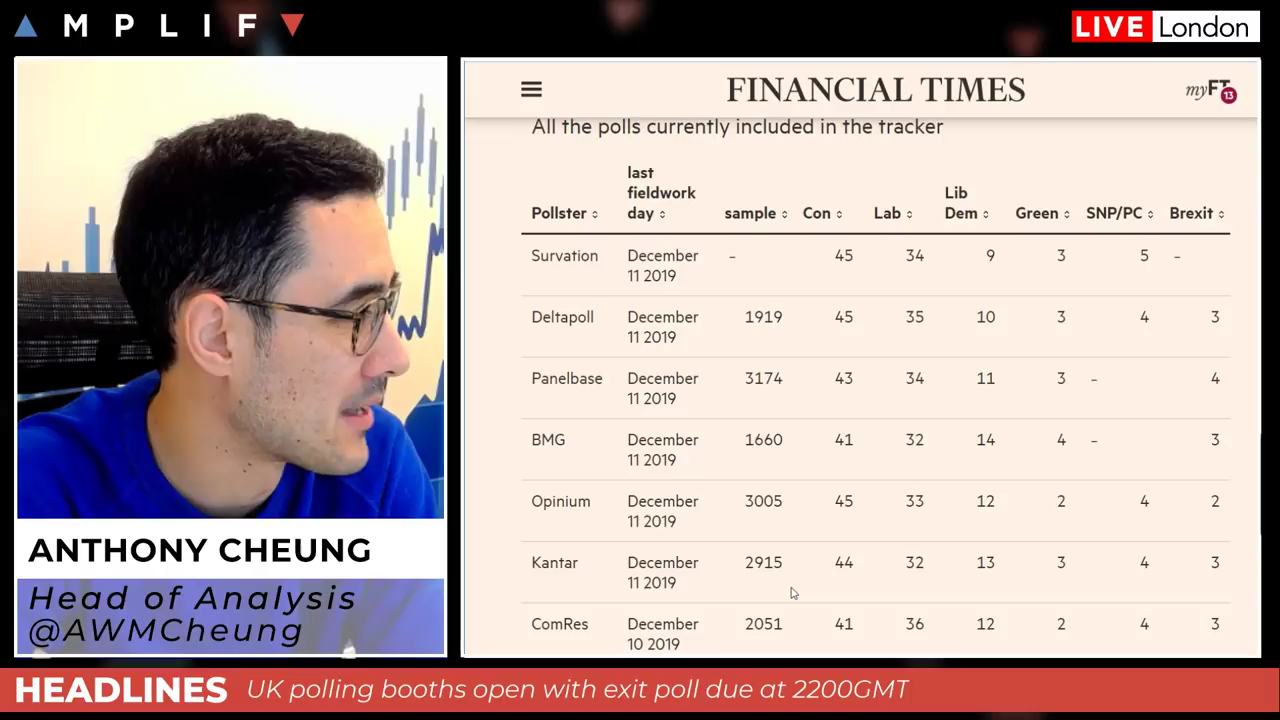 AMPLIFY
LIVE London
FINANCIAL TIMES
myFT
13
All the polls currently included in the tracker
Pollster last fieldwork day sample Con Lab Lib Dem Green SNP/PC Brexit
Survation December 11 2019 – 45 34 9 3 5 –
Deltapoll December 11 2019 1919 45 35 10 3 4 3
Panelbase December 11 2019 3174 43 34 11 3 – 4
BMG December 11 2019 1660 41 32 14 4 – 3
Opinium December 11 2019 3005 45 33 12 2 4 2
Kantar December 11 2019 2915 44 32 13 3 4 3
ComRes December 10 2019 2051 41 36 12 2 4 3
ANTHONY CHEUNG
Head of Analysis
@AWMCheung
HEADLINES UK polling booths open with exit poll due at 2200GMT